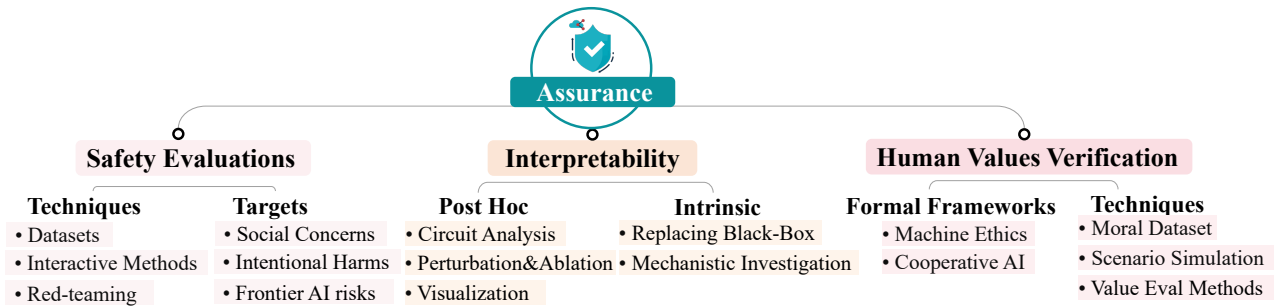 Assurance
Safety Evaluations
Techniques
• Datasets
• Interactive Methods
• Red-teaming
Targets
• Social Concerns
• Intentional Harms
• Frontier AI risks
Interpretability
Post Hoc
• Circuit Analysis
• Perturbation&Ablation
• Visualization
Intrinsic
• Replacing Black-Box
• Mechanistic Investigation
Human Values Verification
Formal Frameworks
• Machine Ethics
• Cooperative AI
Techniques
• Moral Dataset
• Scenario Simulation
• Value Eval Methods